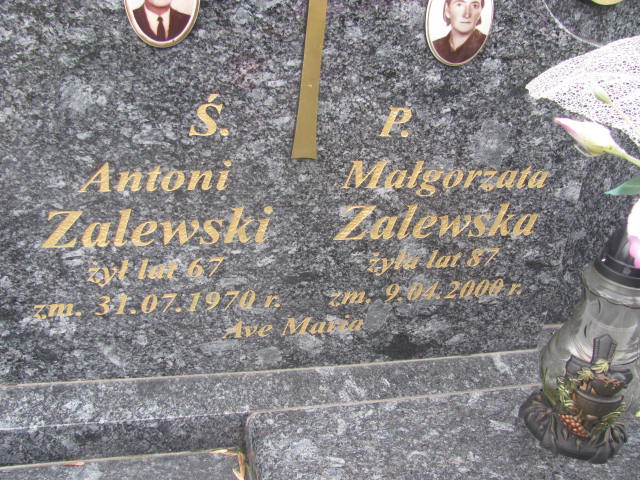 Ś. P.
Antoni
Zalewski
żył lat 67
zm. 31.07.1970 r.
Małgorzata
Zalewska
żyła lat 87
zm. 9.04.2000 r.
Ave Maria